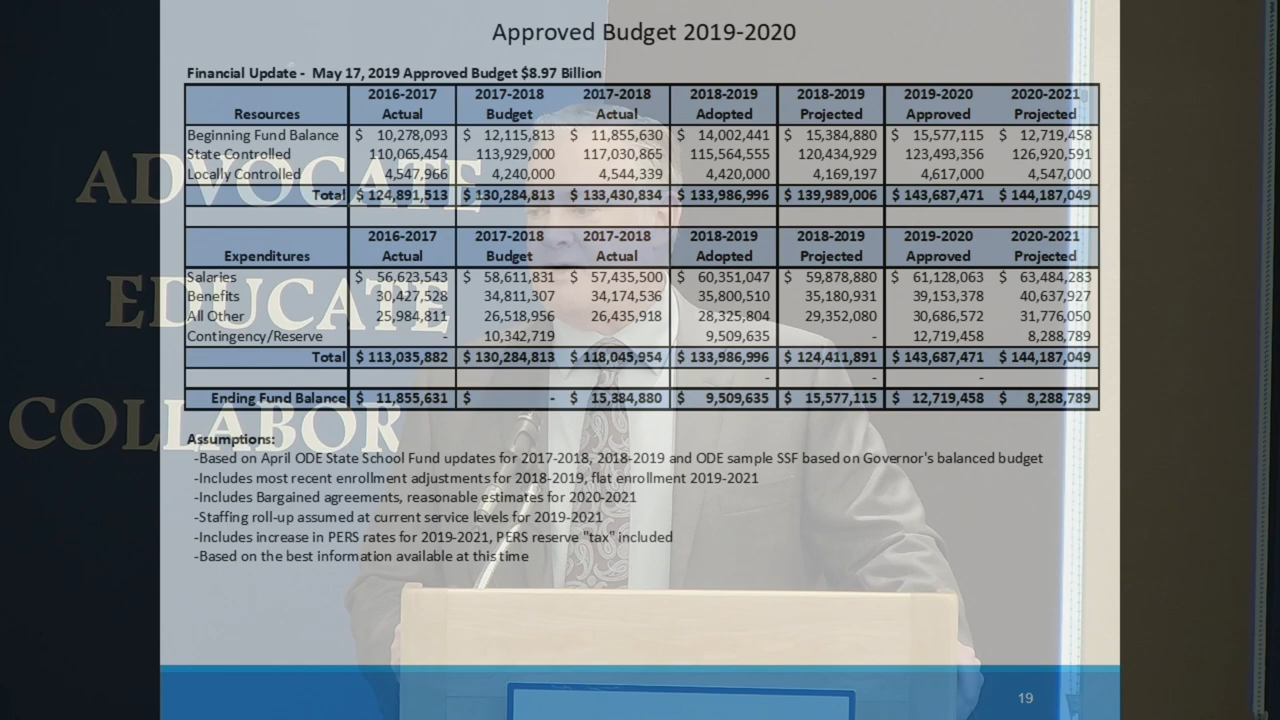 Approved Budget 2019-2020
Financial Update - May 17, 2019 Approved Budget $8.97 Billion
2016-2017 2017-2018 2017-2018 2018-2019 2018-2019 2019-2020 2020-2021
Resources Actual Budget Actual Adopted Projected Approved Projected
Beginning Fund Balance $ 10,278,093 $ 12,115,813 $ 11,855,630 $ 14,002,441 $ 15,384,880 $ 15,577,115 $ 12,719,458
State Controlled 110,065,454 113,929,000 117,030,865 115,564,555 120,434,929 123,493,356 126,920,591
Locally Controlled 4,547,966 4,240,000 4,544,339 4,420,000 4,169,197 4,617,000 4,547,000
Total $ 124,891,513 $ 130,284,813 $ 133,430,834 $ 133,986,996 $ 139,989,006 $ 143,687,471 $ 144,187,049
2016-2017 2017-2018 2017-2018 2018-2019 2018-2019 2019-2020 2020-2021
Expenditures Actual Budget Actual Adopted Projected Approved Projected
Salaries $ 56,623,543 $ 58,611,831 $ 57,435,500 $ 60,351,047 $ 59,878,880 $ 61,128,063 $ 63,484,283
Benefits 30,427,528 34,811,307 34,174,536 35,800,510 35,180,931 39,153,378 40,637,927
All Other 25,984,811 26,518,956 26,435,918 28,325,804 29,352,080 30,686,572 31,776,050
Contingency/Reserve - 10,342,719 9,509,635 - 12,719,458 8,288,789
Total $ 113,035,882 $ 130,284,813 $ 118,045,954 $ 133,986,996 $ 124,411,891 $ 143,687,471 $ 144,187,049
- - -
Ending Fund Balance $ 11,855,631 $ - $ 15,384,880 $ 9,509,635 $ 15,577,115 $ 12,719,458 $ 8,288,789
Assumptions:
-Based on April ODE State School Fund updates for 2017-2018, 2018-2019 and ODE sample SSF based on Governor's balanced budget
-Includes most recent enrollment adjustments for 2018-2019, flat enrollment 2019-2021
-Includes Bargained agreements, reasonable estimates for 2020-2021
-Staffing roll-up assumed at current service levels for 2019-2021
-Includes increase in PERS rates for 2019-2021, PERS reserve "tax" included
-Based on the best information available at this time
19
ADVOCATE
EDUCATE
COLLABOR